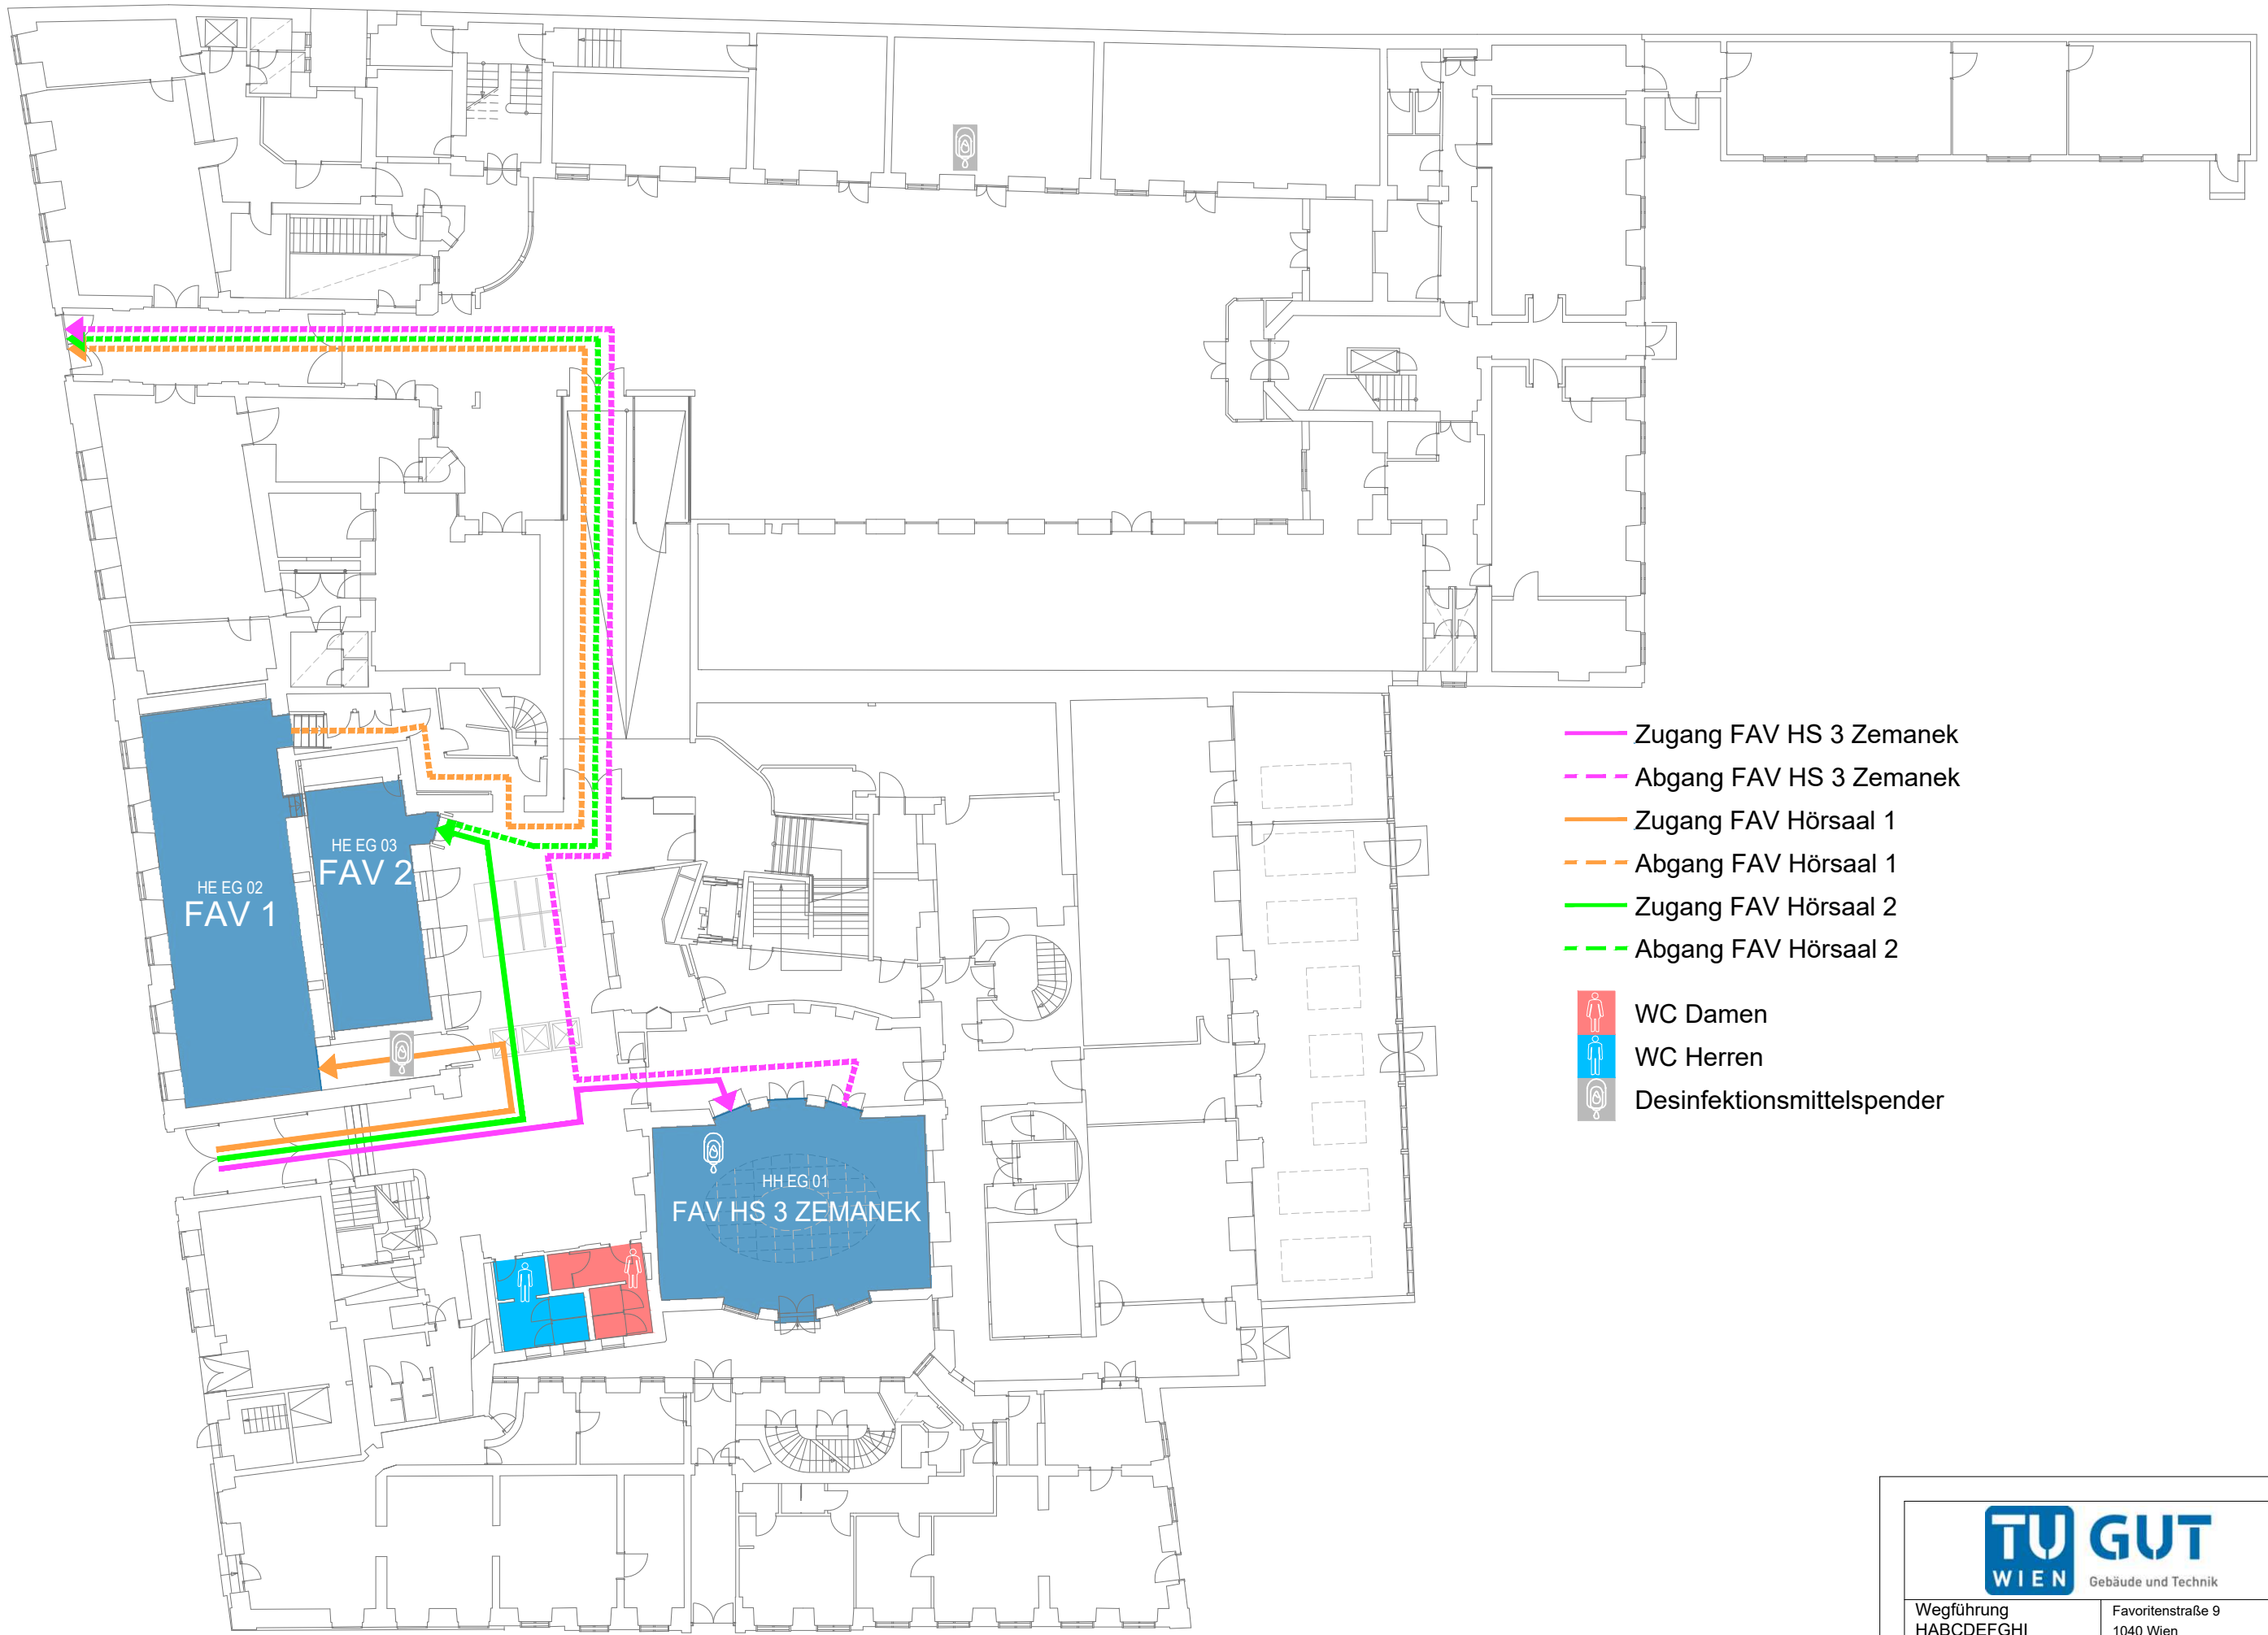 Zugang FAV HS 3 Zemanek
Abgang FAV HS 3 Zemanek
Zugang FAV Hörsaal 1
Abgang FAV Hörsaal 1
Zugang FAV Hörsaal 2
Abgang FAV Hörsaal 2
HE EG 03
FAV 2
HE EG 02
FAV 1
WC Damen
WC Herren
Desinfektionsmittelspender
HH EG 01
FAV HS 3 ZEMANEK
TU
WIEN
GUT
Gebäude und Technik
Wegführung
HABCDEFGHI
Favoritenstraße 9
1040 Wien